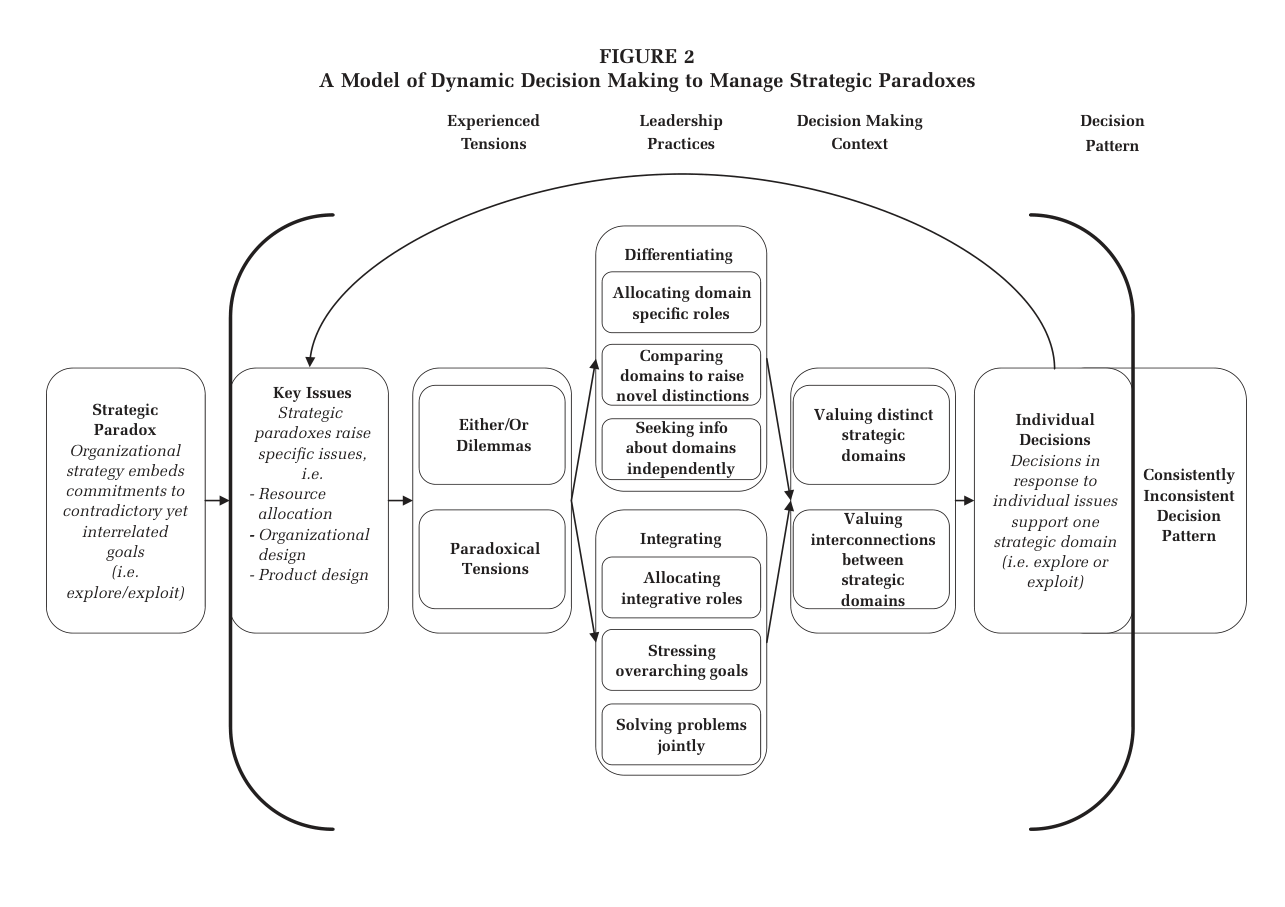 FIGURE 2
A Model of Dynamic Decision Making to Manage Strategic Paradoxes
Experienced
Tensions
Leadership
Practices
Decision Making
Context
Decision
Pattern
Strategic
Paradox
Organizational
strategy embeds
commitments to
contradictory yet
interrelated
goals
(i.e.
explore/exploit)
Key Issues
Strategic
paradoxes raise
specific issues,
i.e.
- Resource
allocation
- Organizational
design
- Product design
Either/Or
Dilemmas
Paradoxical
Tensions
Differentiating
Allocating domain
specific roles
Comparing
domains to raise
novel distinctions
Seeking info
about domains
independently
Integrating
Allocating
integrative roles
Stressing
overarching goals
Solving problems
jointly
Valuing distinct
strategic
domains
Valuing
interconnections
between
strategic
domains
Individual
Decisions
Decisions in
response to
individual issues
support one
strategic domain
(i.e. explore or
exploit)
Consistently
Inconsistent
Decision
Pattern